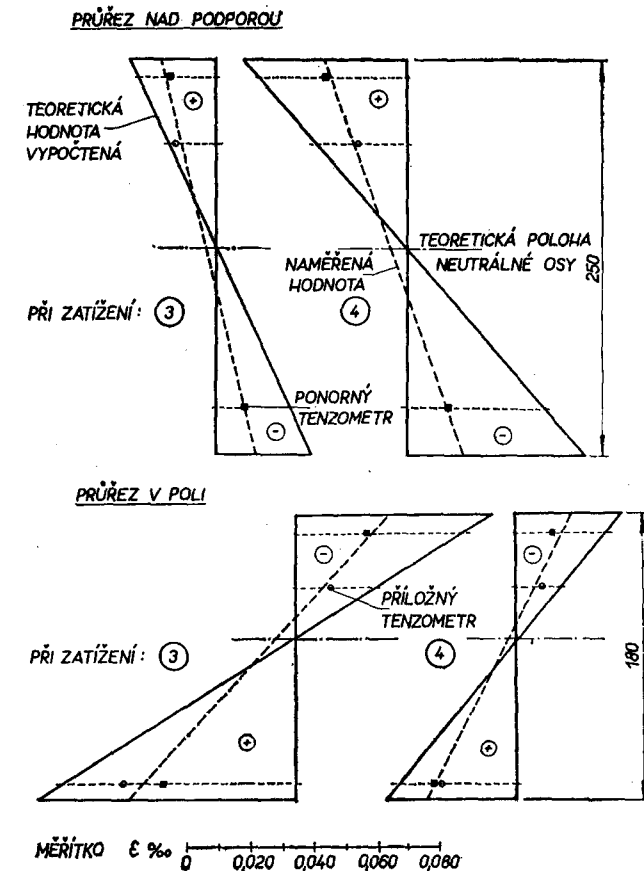 PRŮŘEZ NAD PODPOROU
TEORETICKÁ
HODNOTA
VYPOČTENÁ
+
+
TEORETICKÁ POLOHA
NEUTRÁLNÉ OSY
NAMĚŘENÁ
HODNOTA
250
PŘI ZATÍŽENÍ: 3
4
PONORNÝ
TENZOMETR
-
-
PRŮŘEZ V POLI
-
-
PŘÍLOŽNÝ
TENZOMETR
PŘI ZATÍŽENÍ: 3
4
180
+
+
MĚŘÍTKO ε ‰
0 0,020 0,040 0,060 0,080